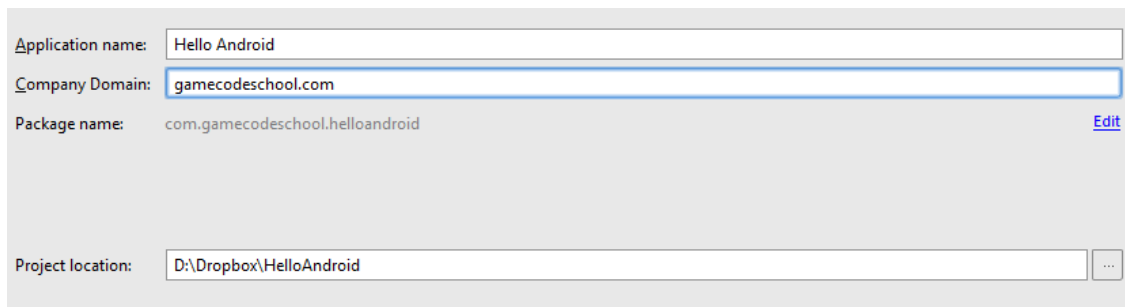 Application name: Hello Android
Company Domain: gamecodeschool.com
Package name: com.gamecodeschool.helloandroid Edit
Project location: D:\Dropbox\HelloAndroid ...